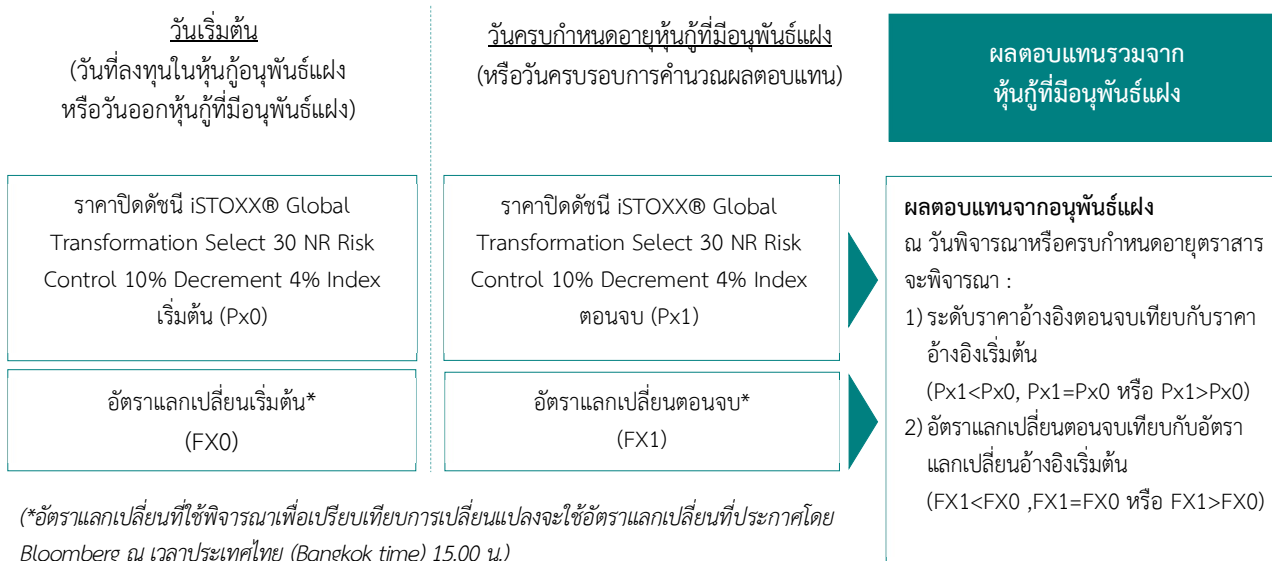 วันเริ่มต้น
(วันที่ลงทุนในหุ้นกู้อนุพันธ์แฝง
หรือวันออกหุ้นกู้ที่มีอนุพันธ์แฝง)
วันครบกำหนดอายุหุ้นกู้ที่มีอนุพันธ์แฝง
(หรือวันครบรอบการคำนวณผลตอบแทน)
ผลตอบแทนรวมจาก
หุ้นกู้ที่มีอนุพันธ์แฝง
ราคาปิดดัชนี iSTOXX® Global
Transformation Select 30 NR Risk
Control 10% Decrement 4% Index
เริ่มต้น (Px0)
ราคาปิดดัชนี iSTOXX® Global
Transformation Select 30 NR Risk
Control 10% Decrement 4% Index
ตอนจบ (Px1)
อัตราแลกเปลี่ยนเริ่มต้น*
(FX0)
อัตราแลกเปลี่ยนตอนจบ*
(FX1)
ผลตอบแทนจากอนุพันธ์แฝง
ณ วันพิจารณาหรือครบกำหนดอายุตราสาร
จะพิจารณา :
1) ระดับราคาอ้างอิงตอนจบเทียบกับราคา
อ้างอิงเริ่มต้น
(Px1<Px0, Px1=Px0 หรือ Px1>Px0)
2) อัตราแลกเปลี่ยนตอนจบเทียบกับอัตรา
แลกเปลี่ยนอ้างอิงเริ่มต้น
(FX1<FX0 ,FX1=FX0 หรือ FX1>FX0)
(*อัตราแลกเปลี่ยนที่ใช้พิจารณาเพื่อเปรียบเทียบการเปลี่ยนแปลงจะใช้อัตราแลกเปลี่ยนที่ประกาศโดย
Bloomberg ณ เวลาประเทศไทย (Bangkok time) 15.00 น.)